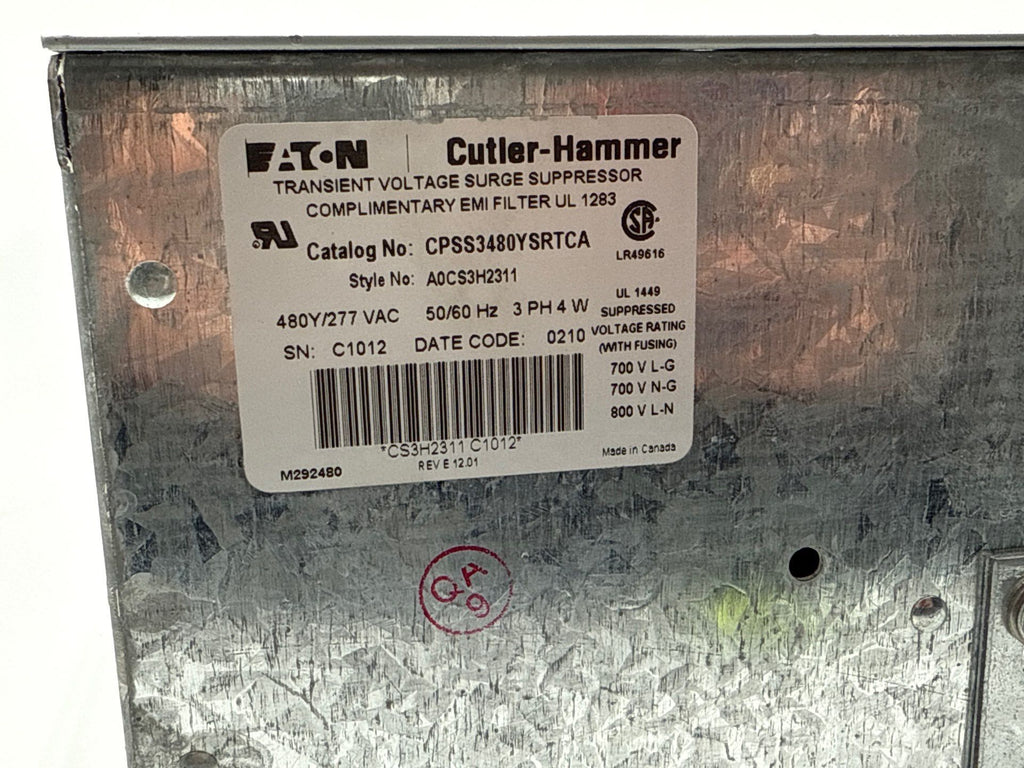 EATON Cutler-Hammer
TRANSIENT VOLTAGE SURGE SUPPRESSOR
COMPLIMENTARY EMI FILTER UL 1283
Catalog No: CPSS3480YSRTCA
LR49616
Style No: A0CS3H2311
480Y/277 VAC 50/60 Hz 3 PH 4 W
SN: C1012 DATE CODE: 0210
UL 1449
SUPPRESSED
VOLTAGE RATING
(WITH FUSING)
700 V L-G
700 V N-G
800 V L-N
*CS3H2311 C1012*
REV E 12.01
M292480
Made in Canada
QA
9